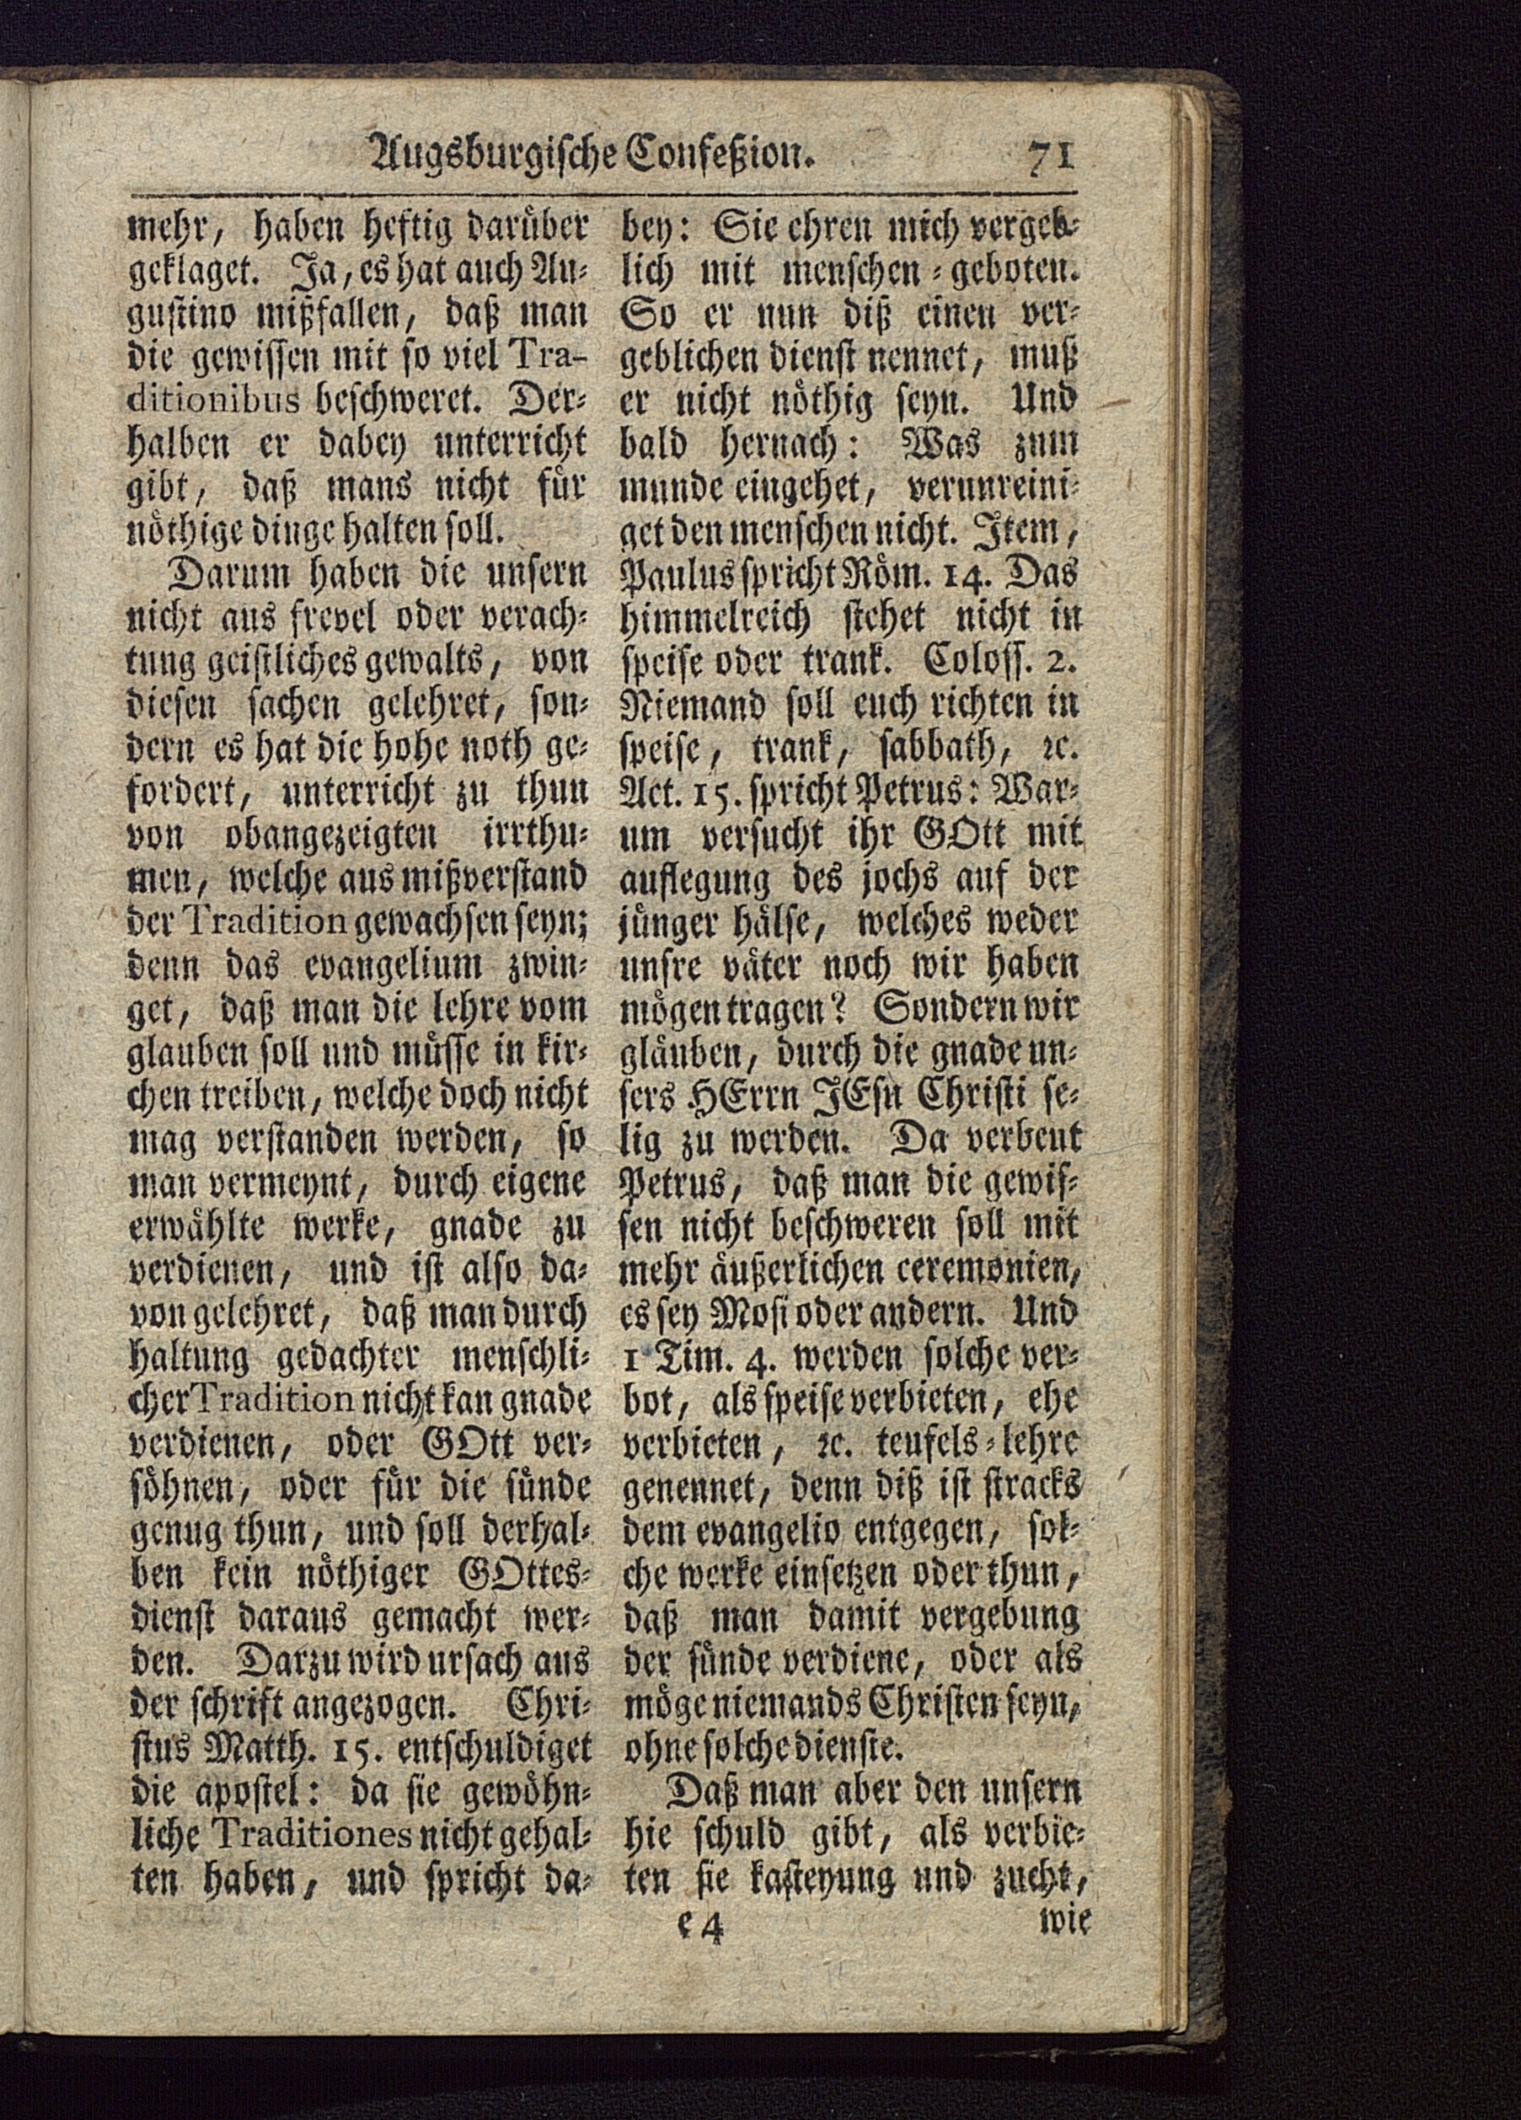 Augsburgische Confeßion. 71
mehr, haben heftig darüber
geklaget. Ja, es hat auch Au-
gustino mißfallen, daß man
die gewissen mit so viel Tra-
ditionibus beschweret. Der-
halben er dabey unterricht
gibt, daß mans nicht für
nöthige dinge halten soll.
Darum haben die unsern
nicht aus frevel oder verach-
tung geistliches gewalts, von
diesen sachen gelehret, son-
dern es hat die hohe noth ge-
fordert, unterricht zu thun
von obangezeigten irrthu-
men, welche aus mißverstand
der Tradition gewachsen seyn;
denn das evangelium zwin-
get, daß man die lehre vom
glauben soll und müsse in kir-
chen treiben, welche doch nicht
mag verstanden werden, so
man vermeynt, durch eigene
erwählte werke, gnade zu
verdienen, und ist also da-
von gelehret, daß man durch
haltung gedachter menschli-
cher Tradition nicht kan gnade
verdienen, oder GOtt ver-
söhnen, oder für die sünde
genug thun, und soll derhal-
ben kein nöthiger GOttes-
dienst daraus gemacht wer-
den. Darzu wird ursach aus
der schrift angezogen. Chri-
stus Matth. 15. entschuldiget
die apostel: da sie gewöhn-
liche Traditiones nicht gehal-
ten haben, und spricht da-
bey: Sie ehren mich vergeb-
lich mit menschen-geboten.
So er nun diß einen ver-
geblichen dienst nennet, muß
er nicht nöthig seyn. Und
bald hernach: Was zum
munde eingehet, verunreini-
get den menschen nicht. Item,
Paulus spricht Röm. 14. Das
himmelreich stehet nicht in
speise oder trank. Coloss. 2.
Niemand soll euch richten in
speise, trank, sabbath, ꝛc.
Act. 15. spricht Petrus: War-
um versucht ihr GOtt mit
auflegung des jochs auf der
jünger hälse, welches weder
unsre väter noch wir haben
mögen tragen? Sondern wir
gläuben, durch die gnade un-
sers HErrn JEsu Christi se-
lig zu werden. Da verbeut
Petrus, daß man die gewis-
sen nicht beschweren soll mit
mehr äußerlichen ceremonien,
es sey Mosi oder andern. Und
1 Tim. 4. werden solche ver-
bot, als speise verbieten, ehe
verbieten, ꝛc. teufels-lehre
genennet, denn diß ist stracks
dem evangelio entgegen, sol-
che werke einsetzen oder thun,
daß man damit vergebung
der sünde verdiene, oder als
möge niemands Christen seyn,
ohne solche dienste.
Daß man aber den unsern
hie schuld gibt, als verbie-
ten sie kasteyung und zucht,
e 4 wie